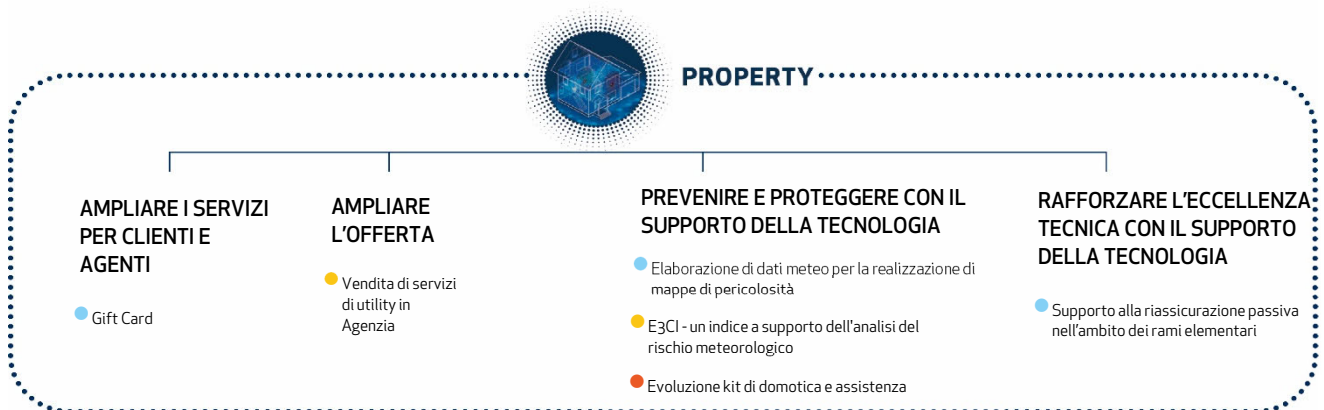 PROPERTY
AMPLIARE I SERVIZI
PER CLIENTI E
AGENTI
Gift Card
AMPLIARE
L'OFFERTA
Vendita di servizi
di utility in
Agenzia
PREVENIRE E PROTEGGERE CON IL
SUPPORTO DELLA TECNOLOGIA
Elaborazione di dati meteo per la realizzazione di
mappe di pericolosità
E3CI - un indice a supporto dell'analisi del
rischio meteorologico
Evoluzione kit di domotica e assistenza
RAFFORZARE L'ECCELLENZA
TECNICA CON IL SUPPORTO
DELLA TECNOLOGIA
Supporto alla riassicurazione passiva
nell'ambito dei rami elementari